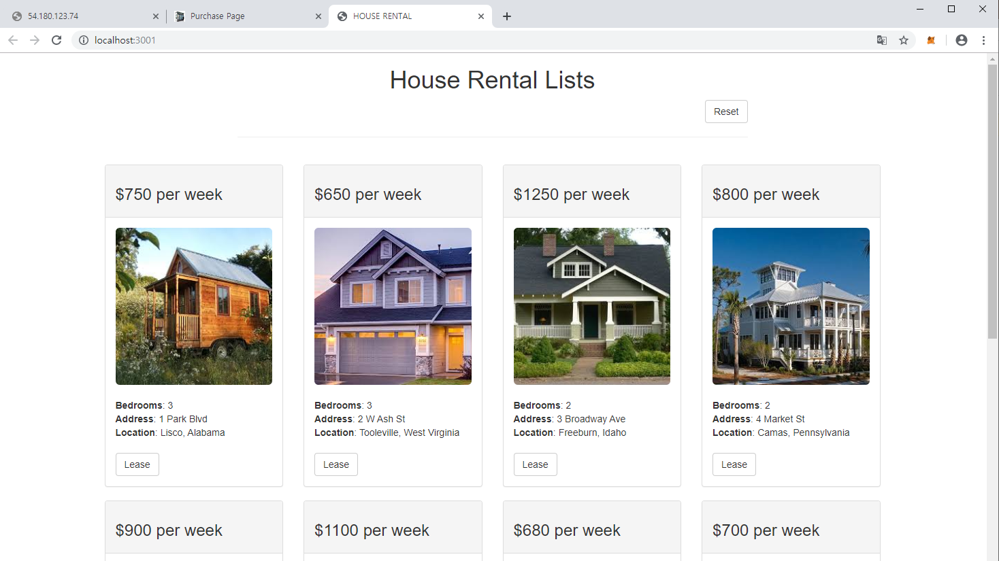 54.180.123.74
Purchase Page
HOUSE RENTAL
localhost:3001
House Rental Lists
Reset
$750 per week
$650 per week
$1250 per week
$800 per week
Bedrooms: 3
Address: 1 Park Blvd
Location: Lisco, Alabama
Lease
Bedrooms: 3
Address: 2 W Ash St
Location: Tooleville, West Virginia
Lease
Bedrooms: 2
Address: 3 Broadway Ave
Location: Freeburn, Idaho
Lease
Bedrooms: 2
Address: 4 Market St
Location: Camas, Pennsylvania
Lease
$900 per week
$1100 per week
$680 per week
$700 per week